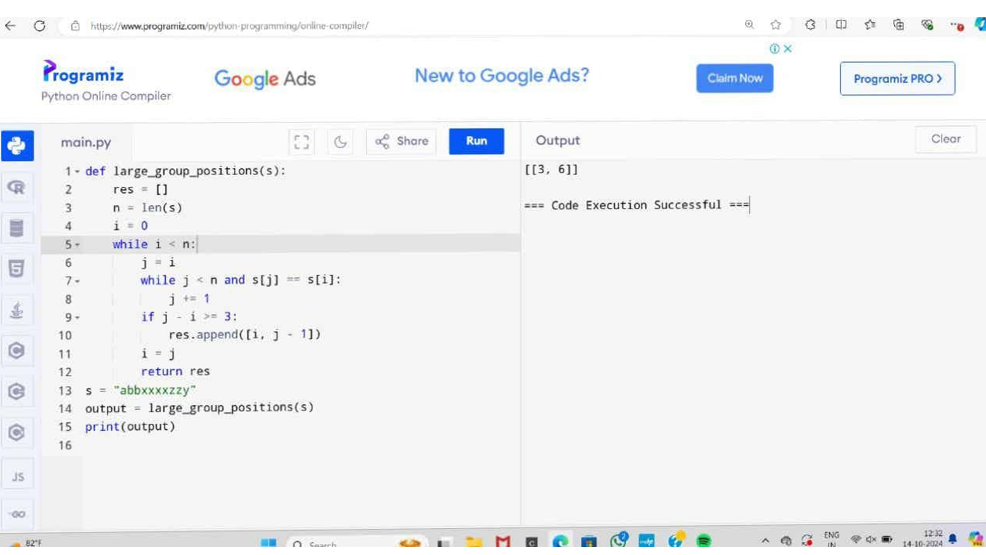 https://www.programiz.com/python-programming/online-compiler/
Programiz
Python Online Compiler
Google Ads
New to Google Ads?
Claim Now
Programiz PRO >
main.py
Share
Run
Output
Clear
1 def large_group_positions(s):
2 res = []
3 n = len(s)
4 i = 0
5 while i < n:
6 j = i
7 while j < n and s[j] == s[i]:
8 j += 1
9 if j - i >= 3:
10 res.append([i, j - 1])
11 i = j
12 return res
13 s = "abbxxxxzzy"
14 output = large_group_positions(s)
15 print(output)
16
[[3, 6]]
=== Code Execution Successful ===
JS
GO
82°F
Search
ENG
IN
12:32
14-10-2024